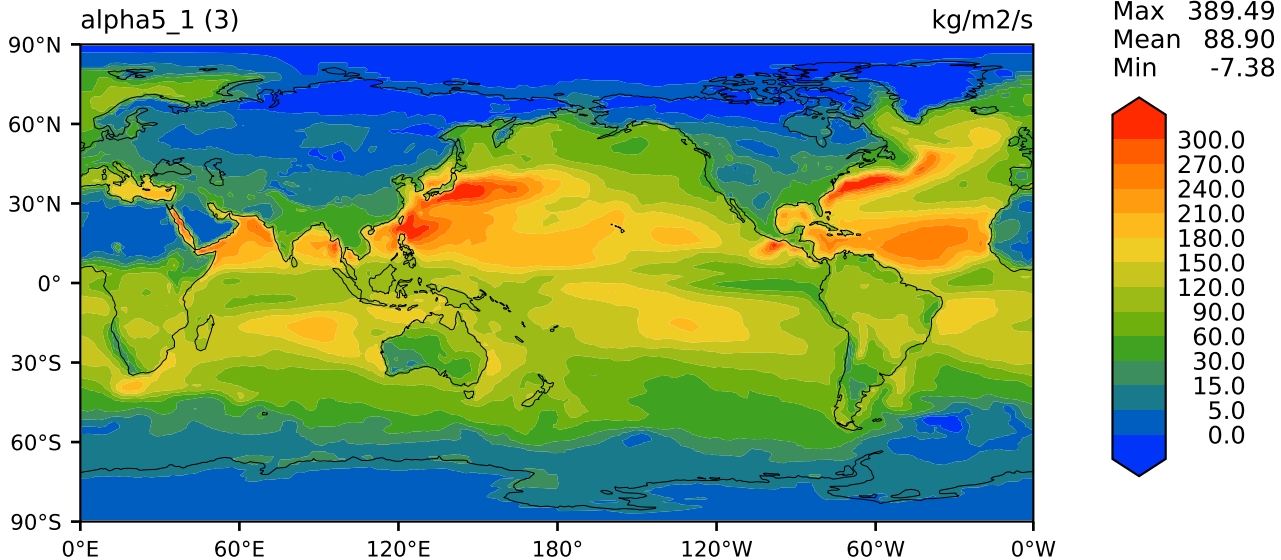 alpha5_1 (3)
kg/m2/s
Max 389.49
Mean 88.90
Min -7.38
90°N
60°N
30°N
0°
30°S
60°S
90°S
0°E
60°E
120°E
180°
120°W
60°W
0°W
300.0
270.0
240.0
210.0
180.0
150.0
120.0
90.0
60.0
30.0
15.0
5.0
0.0